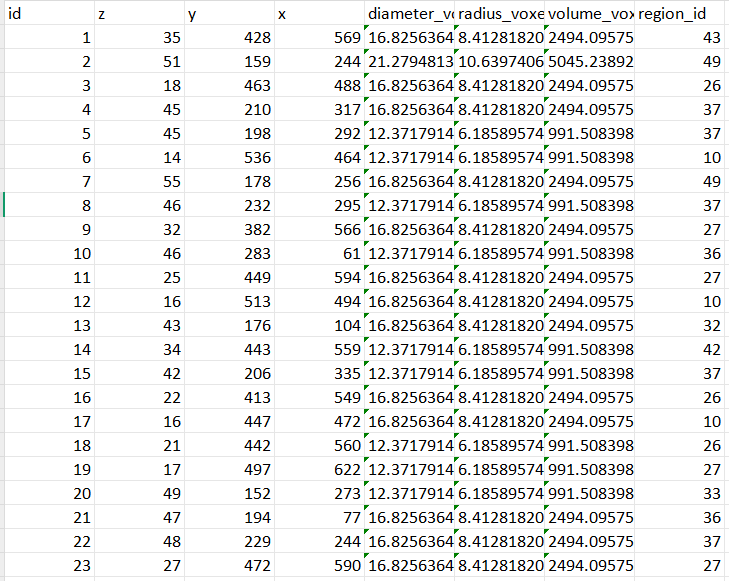 id z y x diameter_vo radius_voxe volume_vox region_id
1 35 428 569 16.8256364 8.41281820 2494.09575 43
2 51 159 244 21.2794813 10.6397406 5045.23892 49
3 18 463 488 16.8256364 8.41281820 2494.09575 26
4 45 210 317 16.8256364 8.41281820 2494.09575 37
5 45 198 292 12.3717914 6.18589574 991.508398 37
6 14 536 464 12.3717914 6.18589574 991.508398 10
7 55 178 256 16.8256364 8.41281820 2494.09575 49
8 46 232 295 12.3717914 6.18589574 991.508398 37
9 32 382 566 16.8256364 8.41281820 2494.09575 27
10 46 283 61 12.3717914 6.18589574 991.508398 36
11 25 449 594 16.8256364 8.41281820 2494.09575 27
12 16 513 494 16.8256364 8.41281820 2494.09575 10
13 43 176 104 16.8256364 8.41281820 2494.09575 32
14 34 443 559 12.3717914 6.18589574 991.508398 42
15 42 206 335 12.3717914 6.18589574 991.508398 37
16 22 413 549 16.8256364 8.41281820 2494.09575 26
17 16 447 472 16.8256364 8.41281820 2494.09575 10
18 21 442 560 12.3717914 6.18589574 991.508398 26
19 17 497 622 12.3717914 6.18589574 991.508398 27
20 49 152 273 12.3717914 6.18589574 991.508398 33
21 47 194 77 16.8256364 8.41281820 2494.09575 36
22 48 229 244 16.8256364 8.41281820 2494.09575 37
23 27 472 590 16.8256364 8.41281820 2494.09575 27